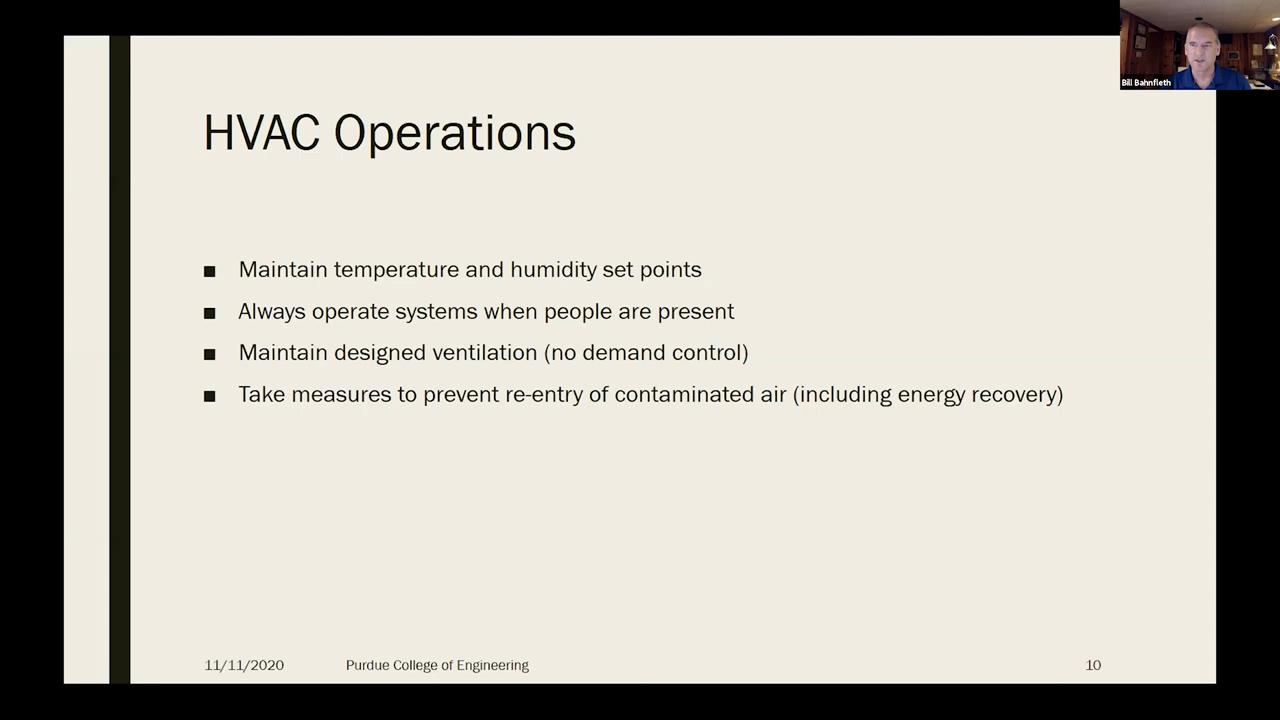 Bill Bahnfleth
HVAC Operations
Maintain temperature and humidity set points
Always operate systems when people are present
Maintain designed ventilation (no demand control)
Take measures to prevent re-entry of contaminated air (including energy recovery)
11/11/2020 Purdue College of Engineering 10